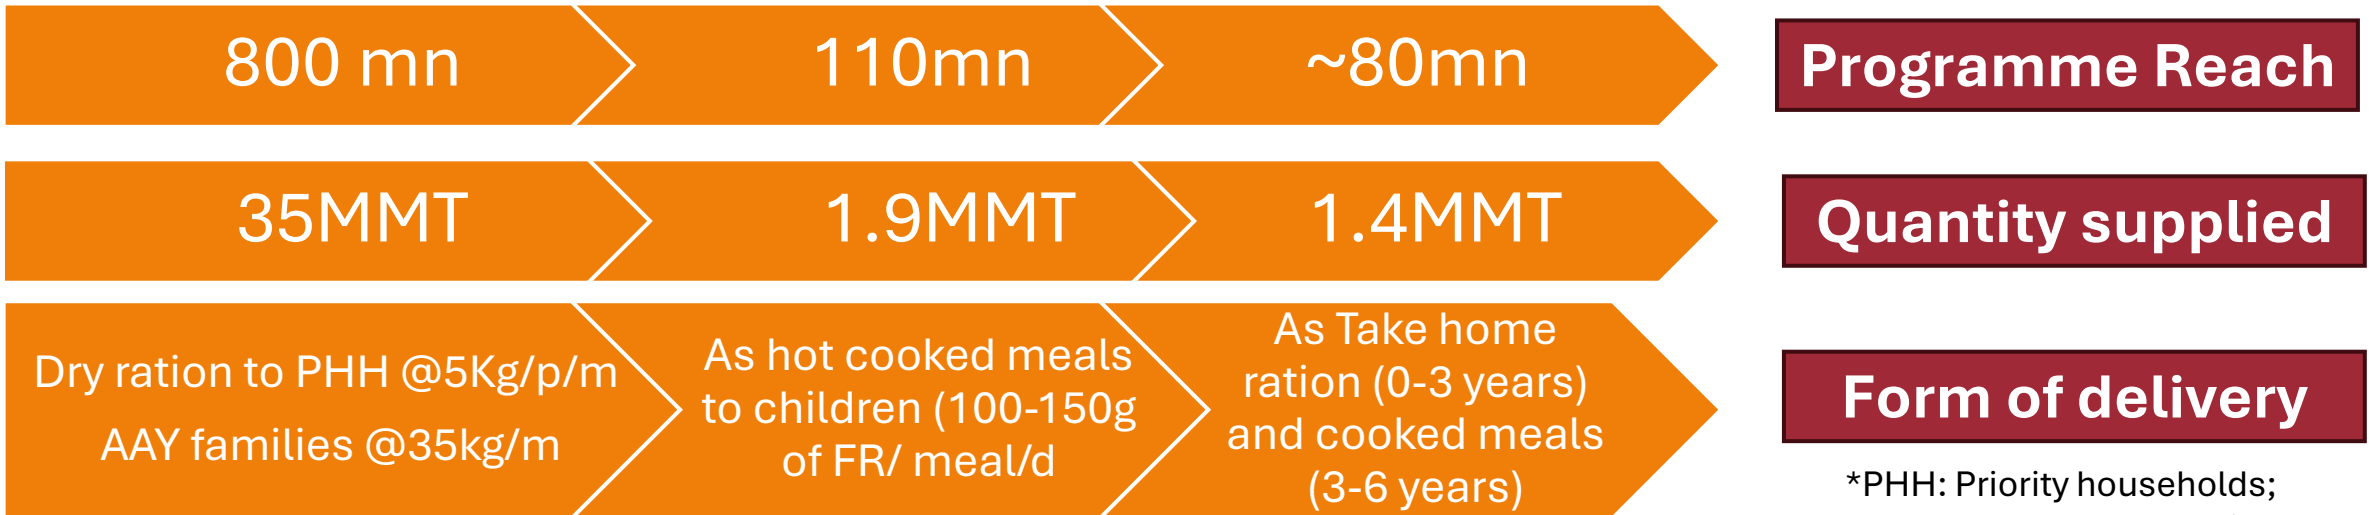 800 mn
110mn
~80mn
Programme Reach
35MMT
1.9MMT
1.4MMT
Quantity supplied
Dry ration to PHH @5Kg/p/m
AAY families @35kg/m
As hot cooked meals
to children (100-150g
of FR/ meal/d
As Take home
ration (0-3 years)
and cooked meals
(3-6 years)
Form of delivery
*PHH: Priority households;